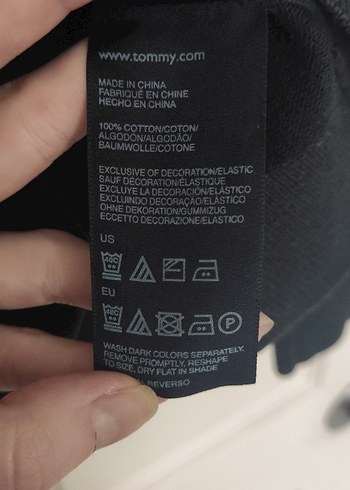 www.tommy.com
MADE IN CHINA
FABRIQUÉ EN CHINE
HECHO EN CHINA
100% COTTON/COTON/
ALGODÓN/ALGODÃO/
BAUMWOLLE/COTONE
EXCLUSIVE OF DECORATION/ELASTIC
SAUF DÉCORATION/ÉLASTIQUE
EXCLUYE LA DECORACIÓN/ELÁSTICO
EXCLUINDO DECORAÇÃO/ELÁSTICO
OHNE DEKORATION/GUMMIZUG
ECCETTO DECORAZIONE/ELASTICO
US
40C
EU
40C P
WASH DARK COLORS SEPARATELY,
REMOVE PROMPTLY, RESHAPE
TO SIZE, DRY FLAT IN SHADE
REVERSO